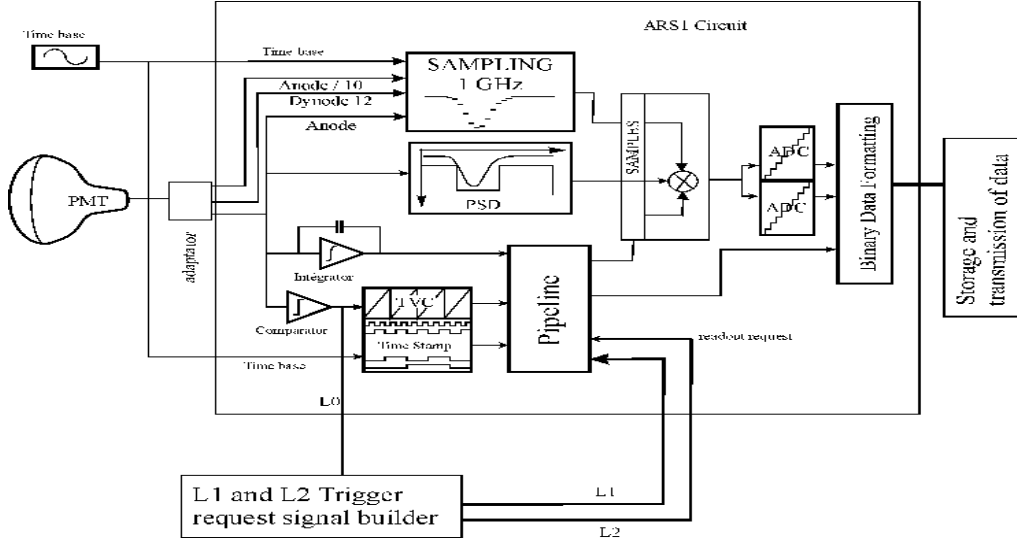 ARS1 Circuit
Time base
Time base
SAMPLING
1 GHz
Anode / 10
Dynode 12
Anode
SAMPLES
ADC
ADC
PMT
PSD
adaptator
Intégrator
Binary Data Formatting
Storage and
transmission of data
TVC
Pipeline
Comparator
Time Stamp
readout request
Time base
L0
L1 and L2 Trigger
request signal builder
L1
L2